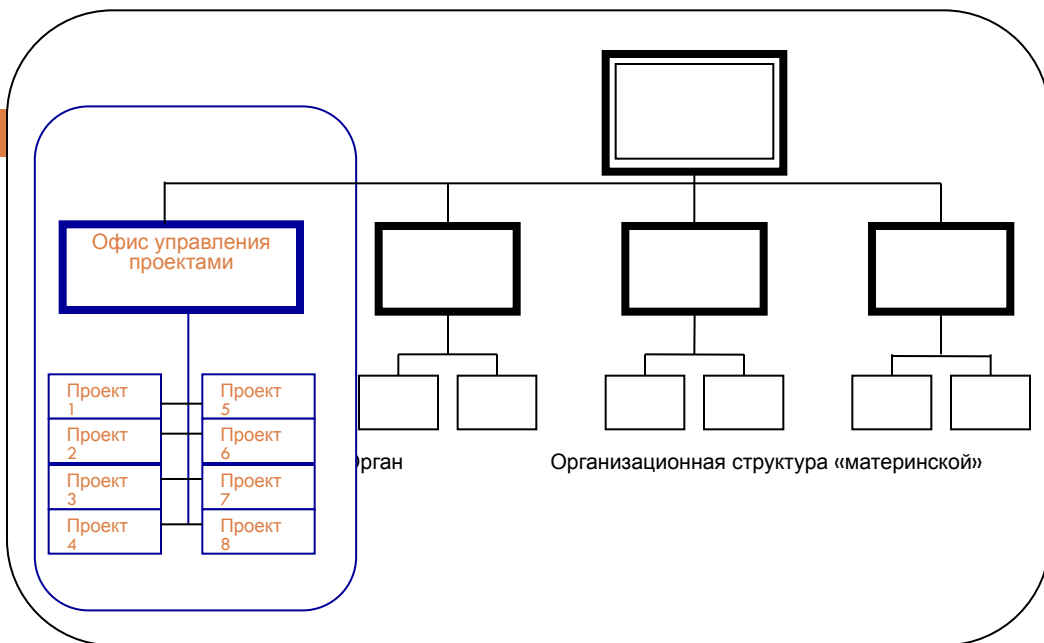 Офис управления
проектами
Проект
1
Проект
5
Проект
2
Проект
6
Проект
3
Проект
7
Проект
4
Проект
8
Организационная структура «материнской»